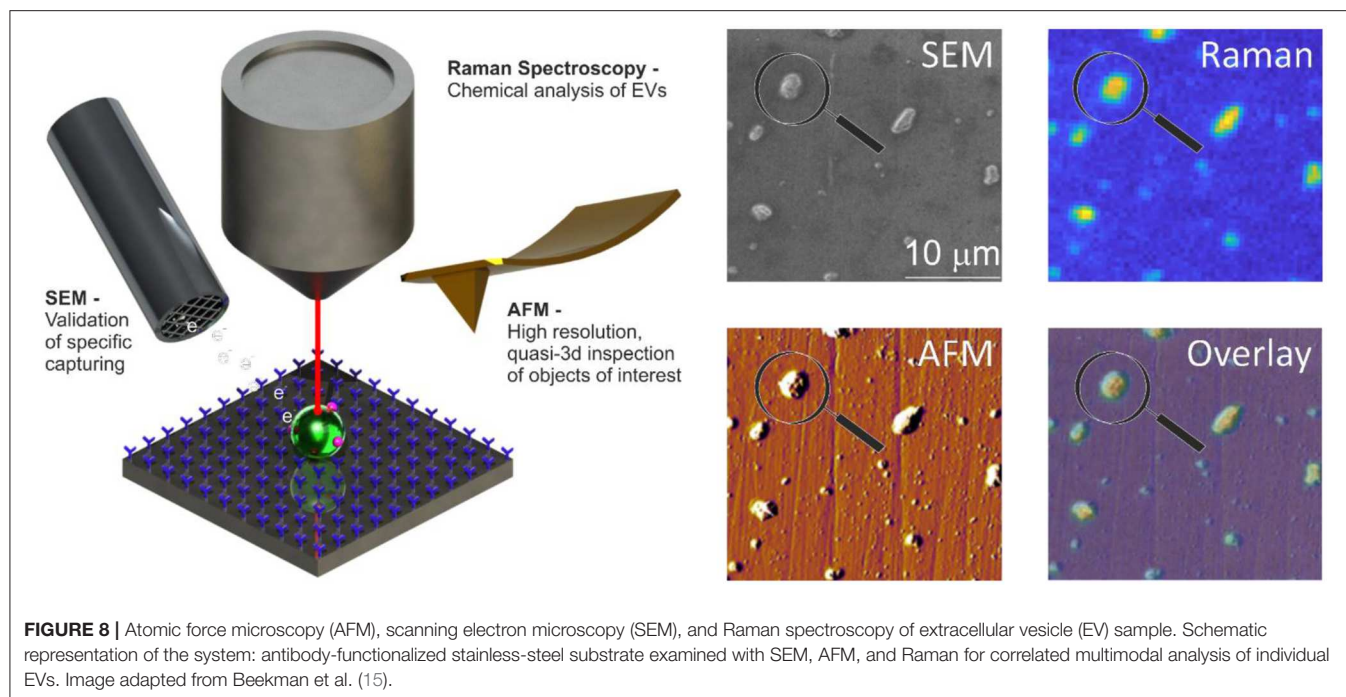 Raman Spectroscopy -
Chemical analysis of EVs
SEM -
Validation
of specific
capturing
AFM -
High resolution,
quasi-3d inspection
of objects of interest
e⁻
e⁻
e⁻
e⁻
e
e
SEM
10 μm
Raman
AFM
Overlay
FIGURE 8 | Atomic force microscopy (AFM), scanning electron microscopy (SEM), and Raman spectroscopy of extracellular vesicle (EV) sample. Schematic
representation of the system: antibody-functionalized stainless-steel substrate examined with SEM, AFM, and Raman for correlated multimodal analysis of individual
EVs. Image adapted from Beekman et al. (15).